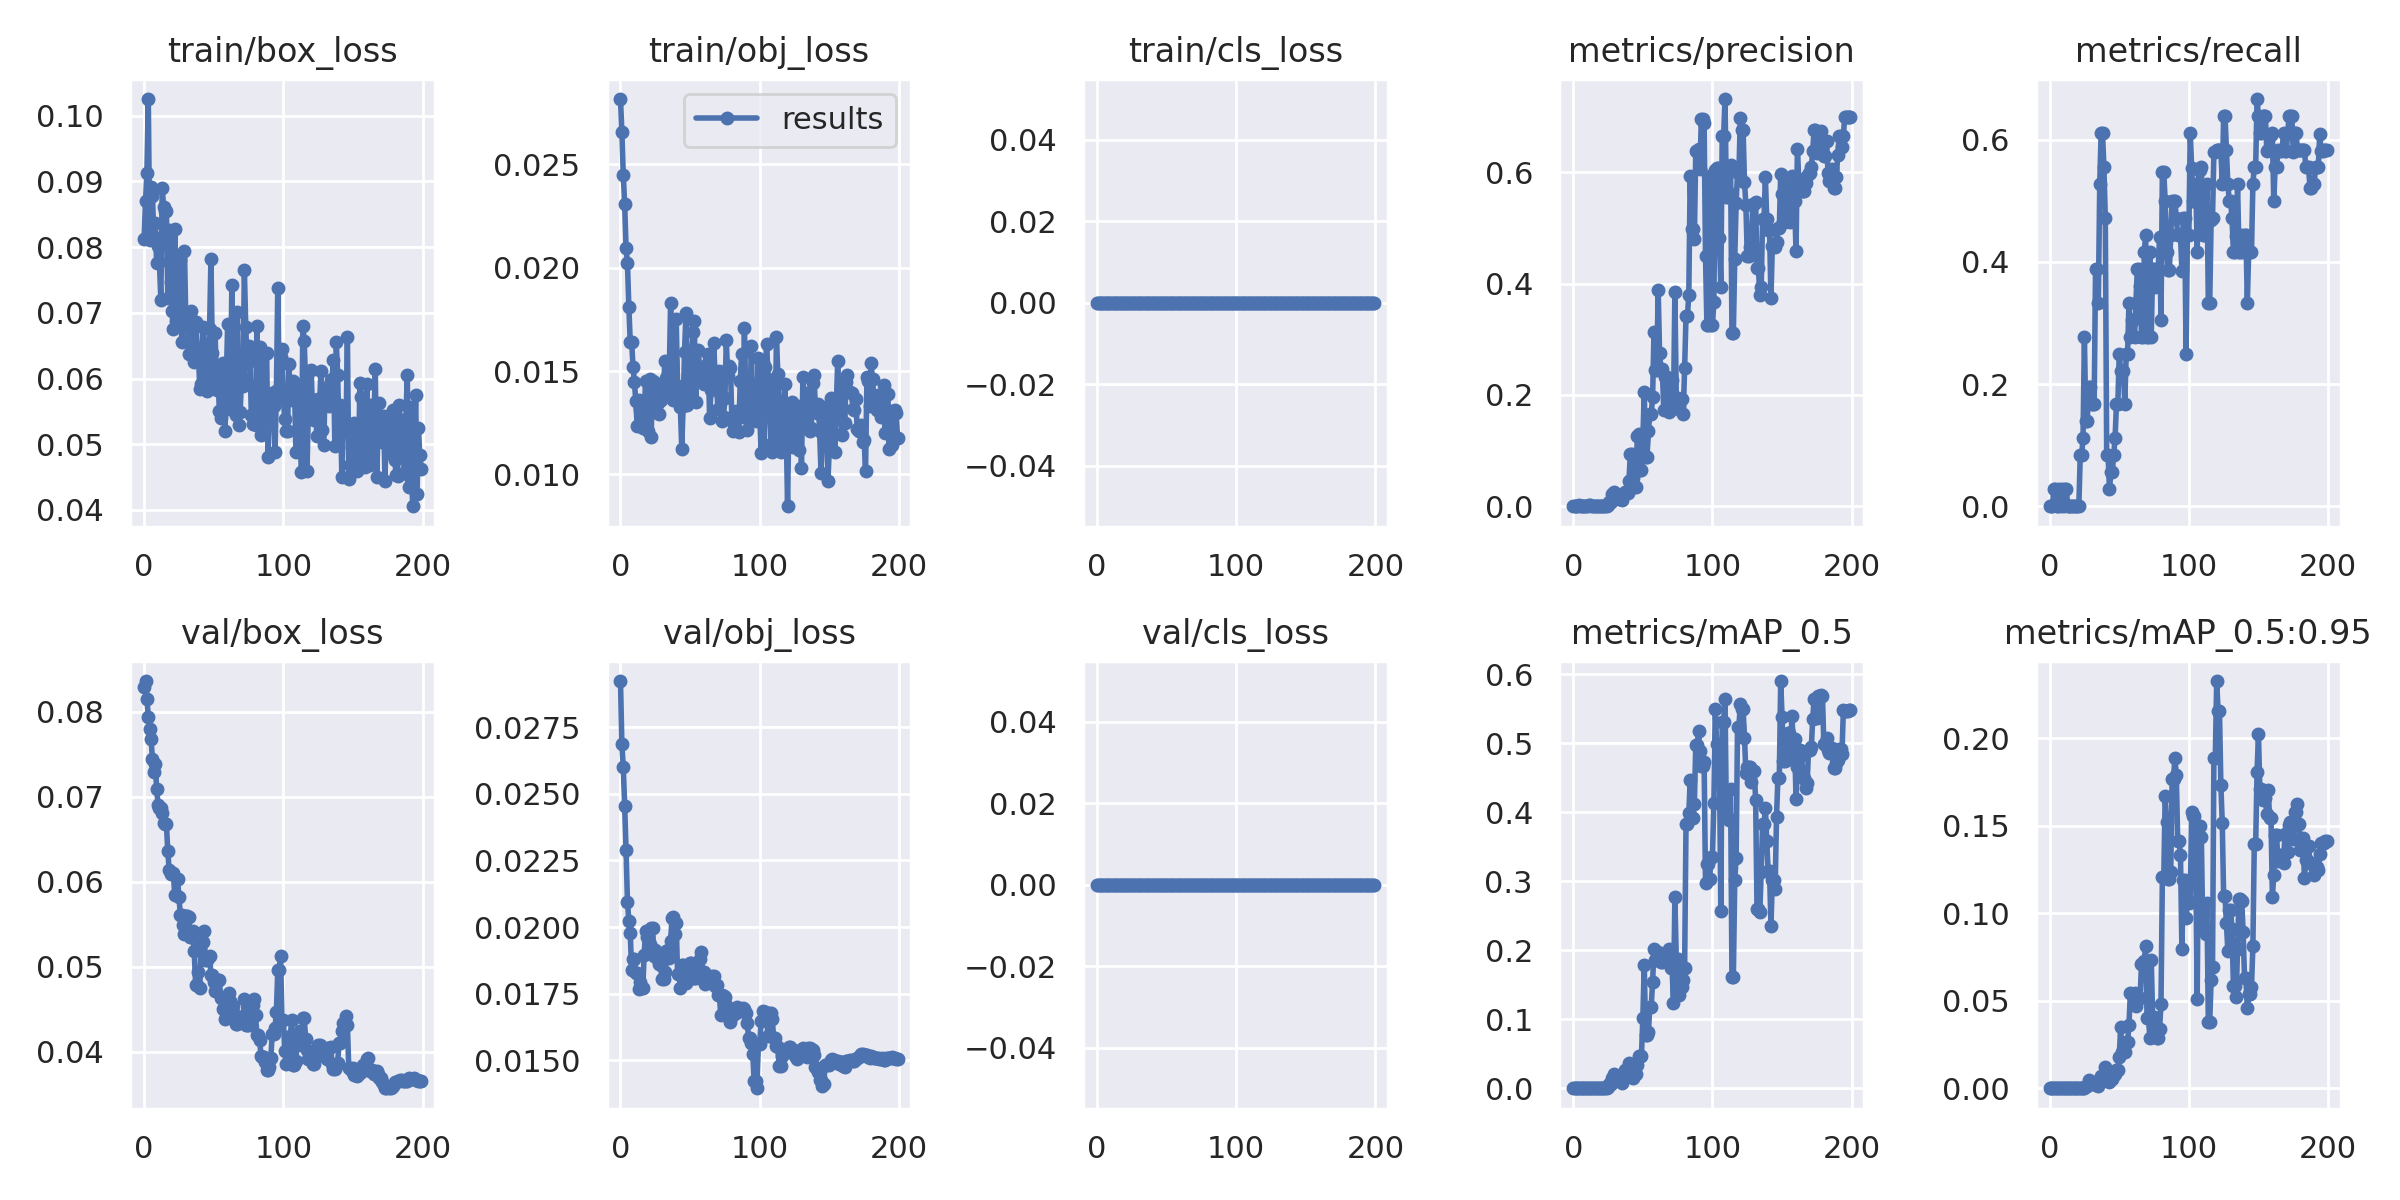 train/box_loss
0.10
0.09
0.08
0.07
0.06
0.05
0.04
0 100 200
train/obj_loss
results
0.025
0.020
0.015
0.010
0 100 200
train/cls_loss
0.04
0.02
0.00
−0.02
−0.04
0 100 200
metrics/precision
0.6
0.4
0.2
0.0
0 100 200
metrics/recall
0.6
0.4
0.2
0.0
0 100 200
val/box_loss
0.08
0.07
0.06
0.05
0.04
0 100 200
val/obj_loss
0.0275
0.0250
0.0225
0.0200
0.0175
0.0150
0 100 200
val/cls_loss
0.04
0.02
0.00
−0.02
−0.04
0 100 200
metrics/mAP_0.5
0.6
0.5
0.4
0.3
0.2
0.1
0.0
0 100 200
metrics/mAP_0.5:0.95
0.20
0.15
0.10
0.05
0.00
0 100 200